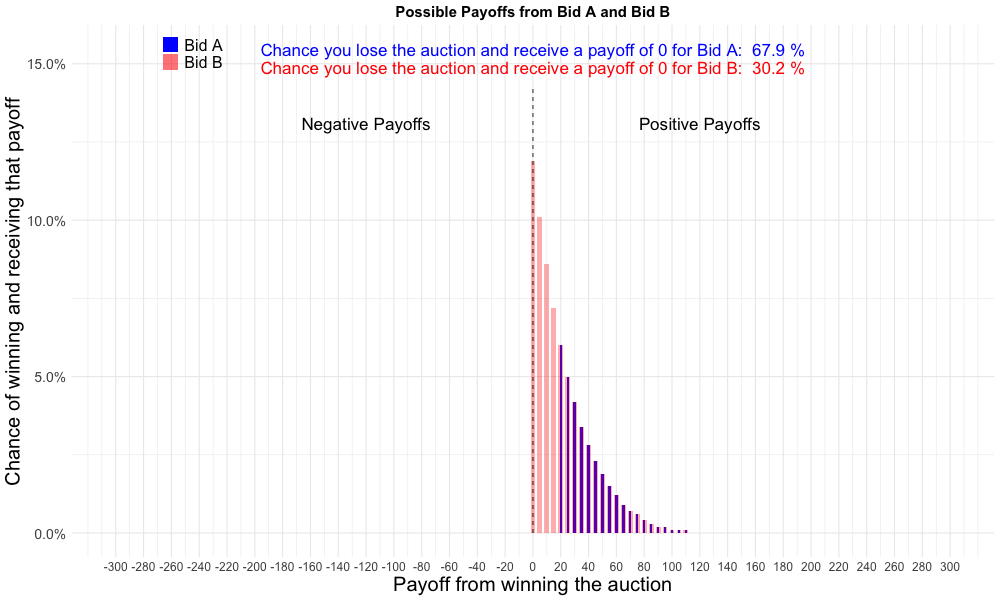 Possible Payoffs from Bid A and Bid B
Bid A
Bid B
Chance you lose the auction and receive a payoff of 0 for Bid A:  67.9 %
Chance you lose the auction and receive a payoff of 0 for Bid B:  30.2 %
Negative Payoffs
Positive Payoffs
Chance of winning and receiving that payoff
15.0%
10.0%
5.0%
0.0%
-300 -280 -260 -240 -220 -200 -180 -160 -140 -120 -100 -80 -60 -40 -20 0 20 40 60 80 100 120 140 160 180 200 220 240 260 280 300
Payoff from winning the auction